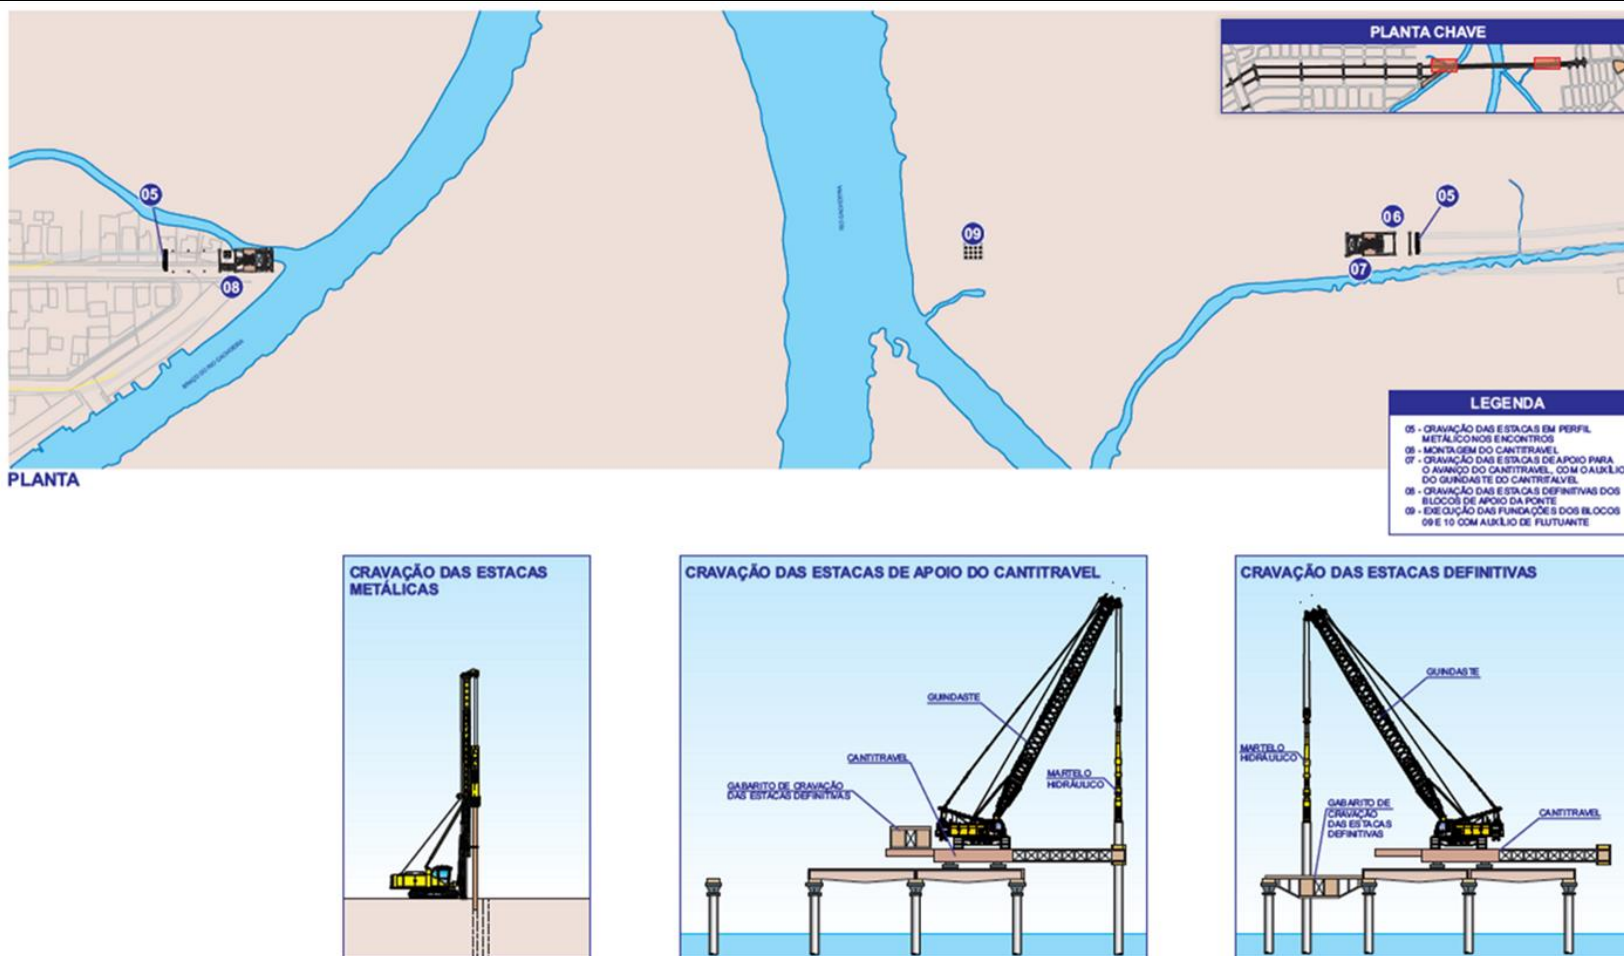 PLANTA CHAVE
05
05
06
09
07
08
PLANTA
LEGENDA
05 - CRAVAÇÃO DAS ESTACAS EM PERFIL
METÁLICO NOS ENCONTROS
06 - MONTAGEM DO CANTITRAVEL
07 - CRAVAÇÃO DAS ESTACAS DE APOIO PARA
O AVANÇO DO CANTITRAVEL, COM O AUXÍLIO
DO GUINDASTE DO CANTRITALVEL
08 - CRAVAÇÃO DAS ESTACAS DEFINITIVAS DOS
BLOCOS DE APOIO DA PONTE
09 - EXECUÇÃO DAS FUNDAÇÕES DOS BLOCOS
09 E 10 COM AUXÍLIO DE FLUTUANTE
CRAVAÇÃO DAS ESTACAS
METÁLICAS
CRAVAÇÃO DAS ESTACAS DE APOIO DO CANTITRAVEL
GUINDASTE
CANTITRAVEL
GABARITO DE CRAVAÇÃO
DAS ESTACAS DEFINITIVAS
MARTELO
HIDRÁULICO
CRAVAÇÃO DAS ESTACAS DEFINITIVAS
GUINDASTE
MARTELO
HIDRÁULICO
GABARITO DE
CRAVAÇÃO
DAS ESTACAS
DEFINITIVAS
CANTITRAVEL